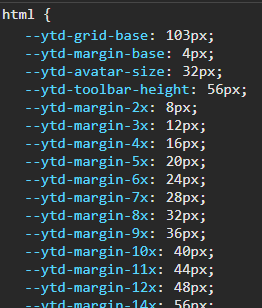 html {
--ytd-grid-base: 103px;
--ytd-margin-base: 4px;
--ytd-avatar-size: 32px;
--ytd-toolbar-height: 56px;
--ytd-margin-2x: 8px;
--ytd-margin-3x: 12px;
--ytd-margin-4x: 16px;
--ytd-margin-5x: 20px;
--ytd-margin-6x: 24px;
--ytd-margin-7x: 28px;
--ytd-margin-8x: 32px;
--ytd-margin-9x: 36px;
--ytd-margin-10x: 40px;
--ytd-margin-11x: 44px;
--ytd-margin-12x: 48px;
--ytd-margin-14x: 56px;